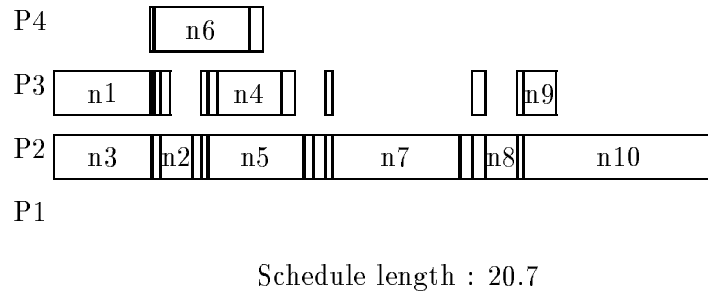 P4 n6
P3 n1 n4 n9
P2 n3 n2 n5 n7 n8 n10
P1
Schedule length : 20.7